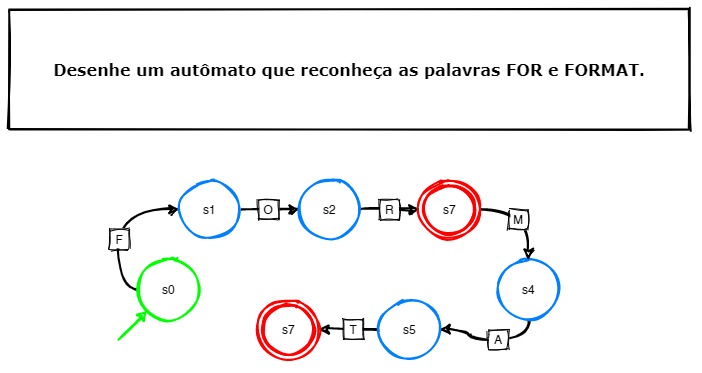 Desenhe um autômato que reconheça as palavras FOR e FORMAT.
s1 O s2 R s7 M
F
s0 s4
s7 T s5 A